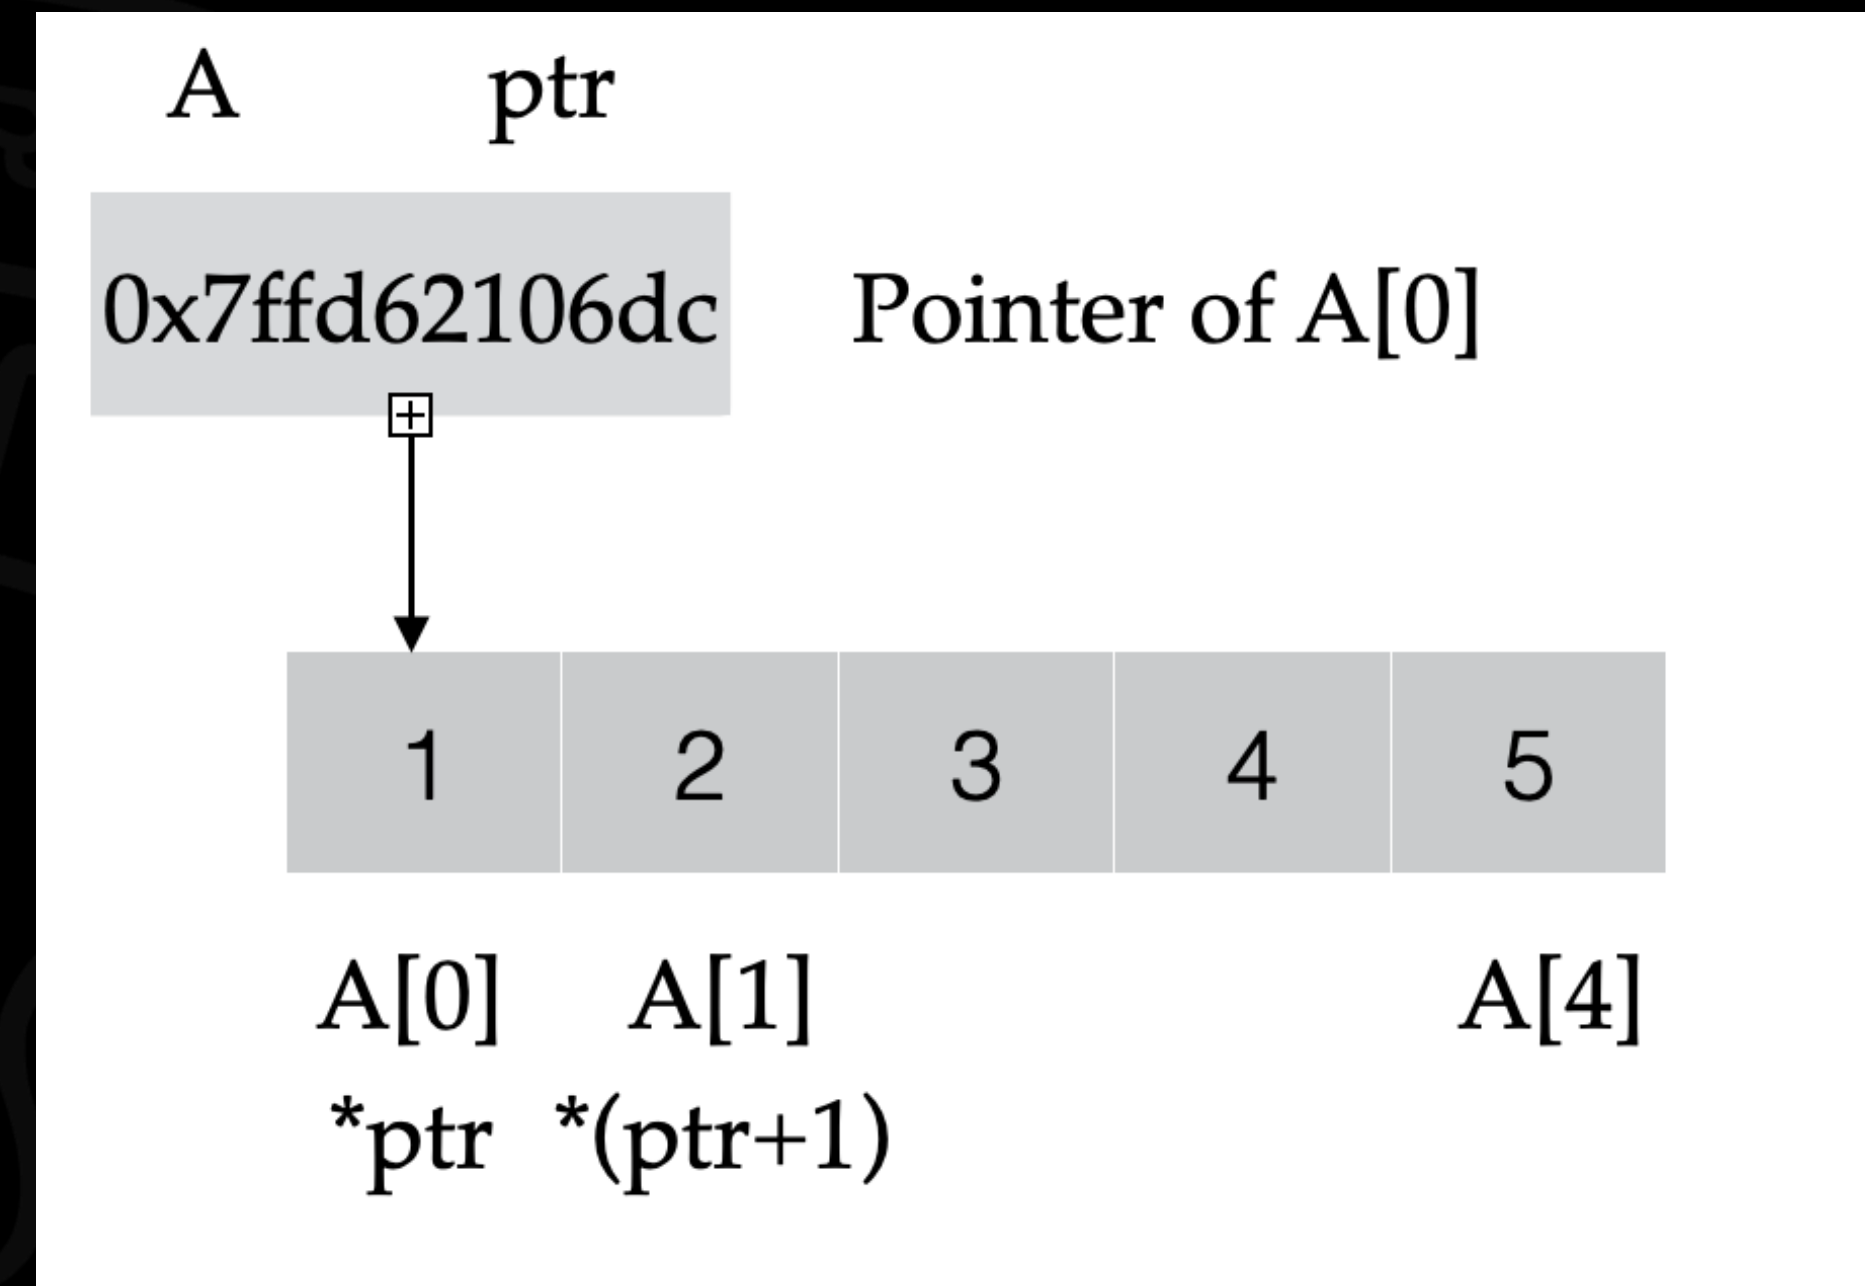 A ptr
0x7ffd62106dc Pointer of A[0]
1 2 3 4 5
A[0] A[1] A[4]
*ptr *(ptr+1)